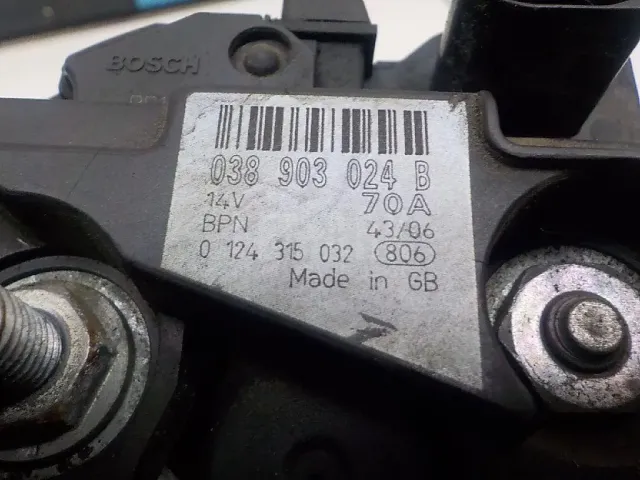 BOSCH
038 903 024 B
14V 70A
BPN 43/06
0 124 315 032 806
Made in GB